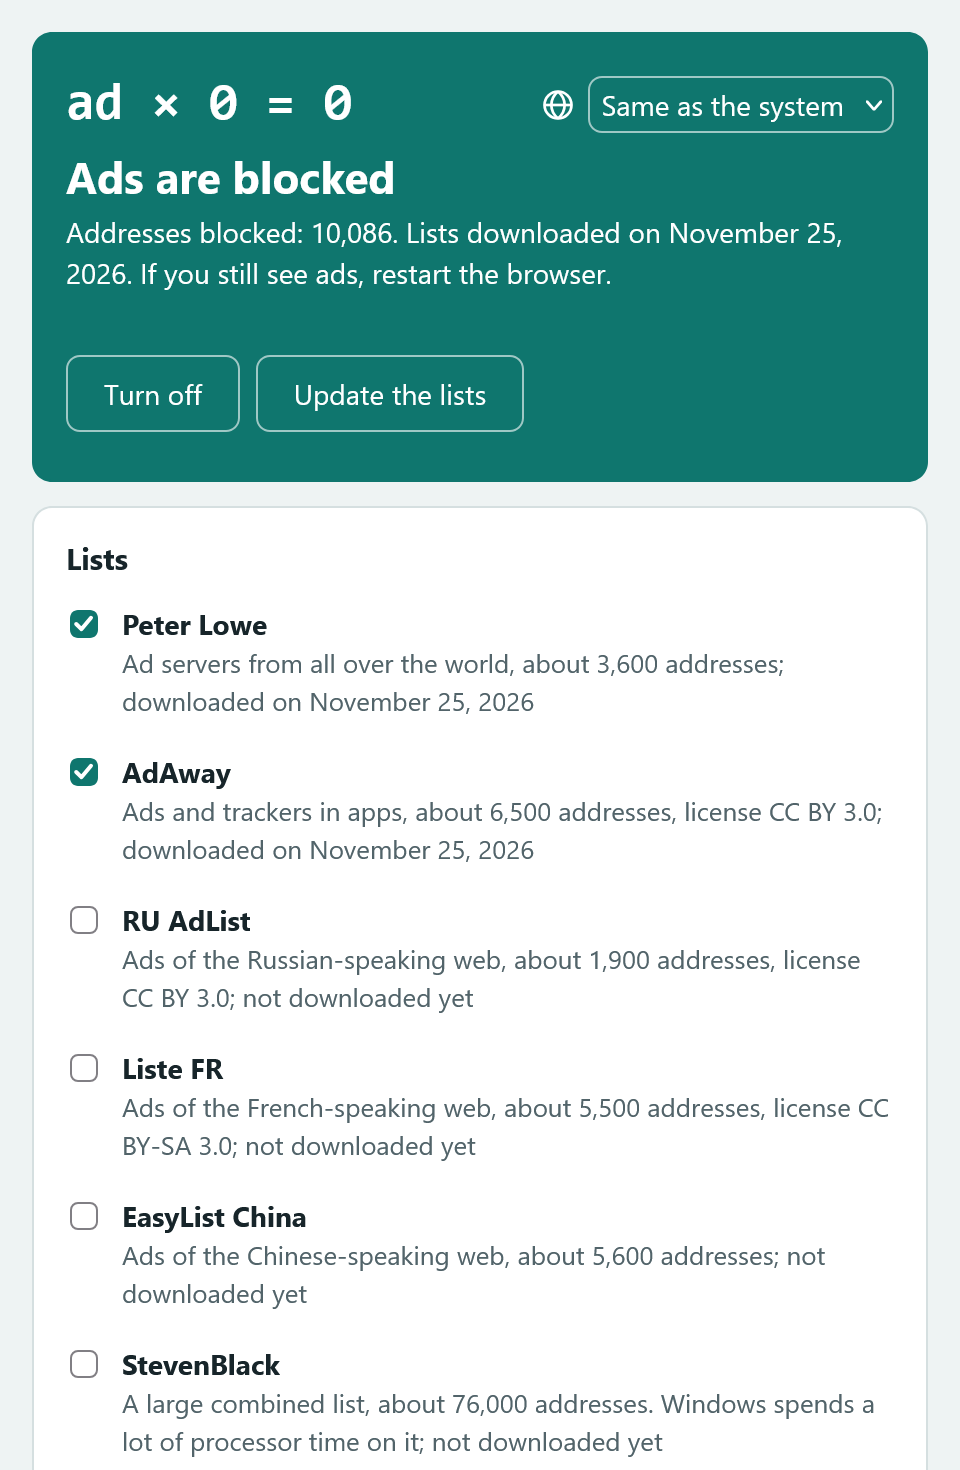 ad × 0 = 0
Same as the system
Ads are blocked
Addresses blocked: 10,086. Lists downloaded on November 25,
2026. If you still see ads, restart the browser.
Turn off
Update the lists
Lists
Peter Lowe
Ad servers from all over the world, about 3,600 addresses;
downloaded on November 25, 2026
AdAway
Ads and trackers in apps, about 6,500 addresses, license CC BY 3.0;
downloaded on November 25, 2026
RU AdList
Ads of the Russian-speaking web, about 1,900 addresses, license
CC BY 3.0; not downloaded yet
Liste FR
Ads of the French-speaking web, about 5,500 addresses, license CC
BY-SA 3.0; not downloaded yet
EasyList China
Ads of the Chinese-speaking web, about 5,600 addresses; not
downloaded yet
StevenBlack
A large combined list, about 76,000 addresses. Windows spends a
lot of processor time on it; not downloaded yet